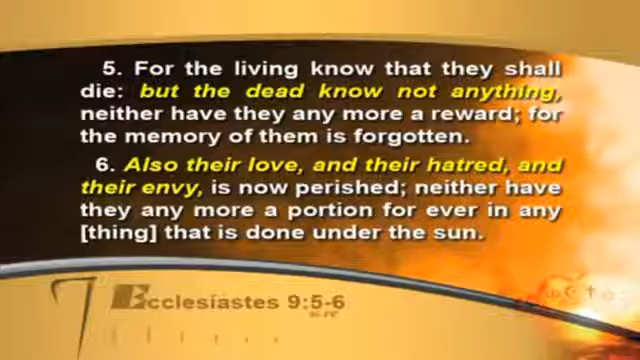 5. For the living know that they shall
die: but the dead know not anything,
neither have they any more a reward; for
the memory of them is forgotten.
6. Also their love, and their hatred, and
their envy, is now perished; neither have
they any more a portion for ever in any
[thing] that is done under the sun.
Ecclesiastes 9:5-6